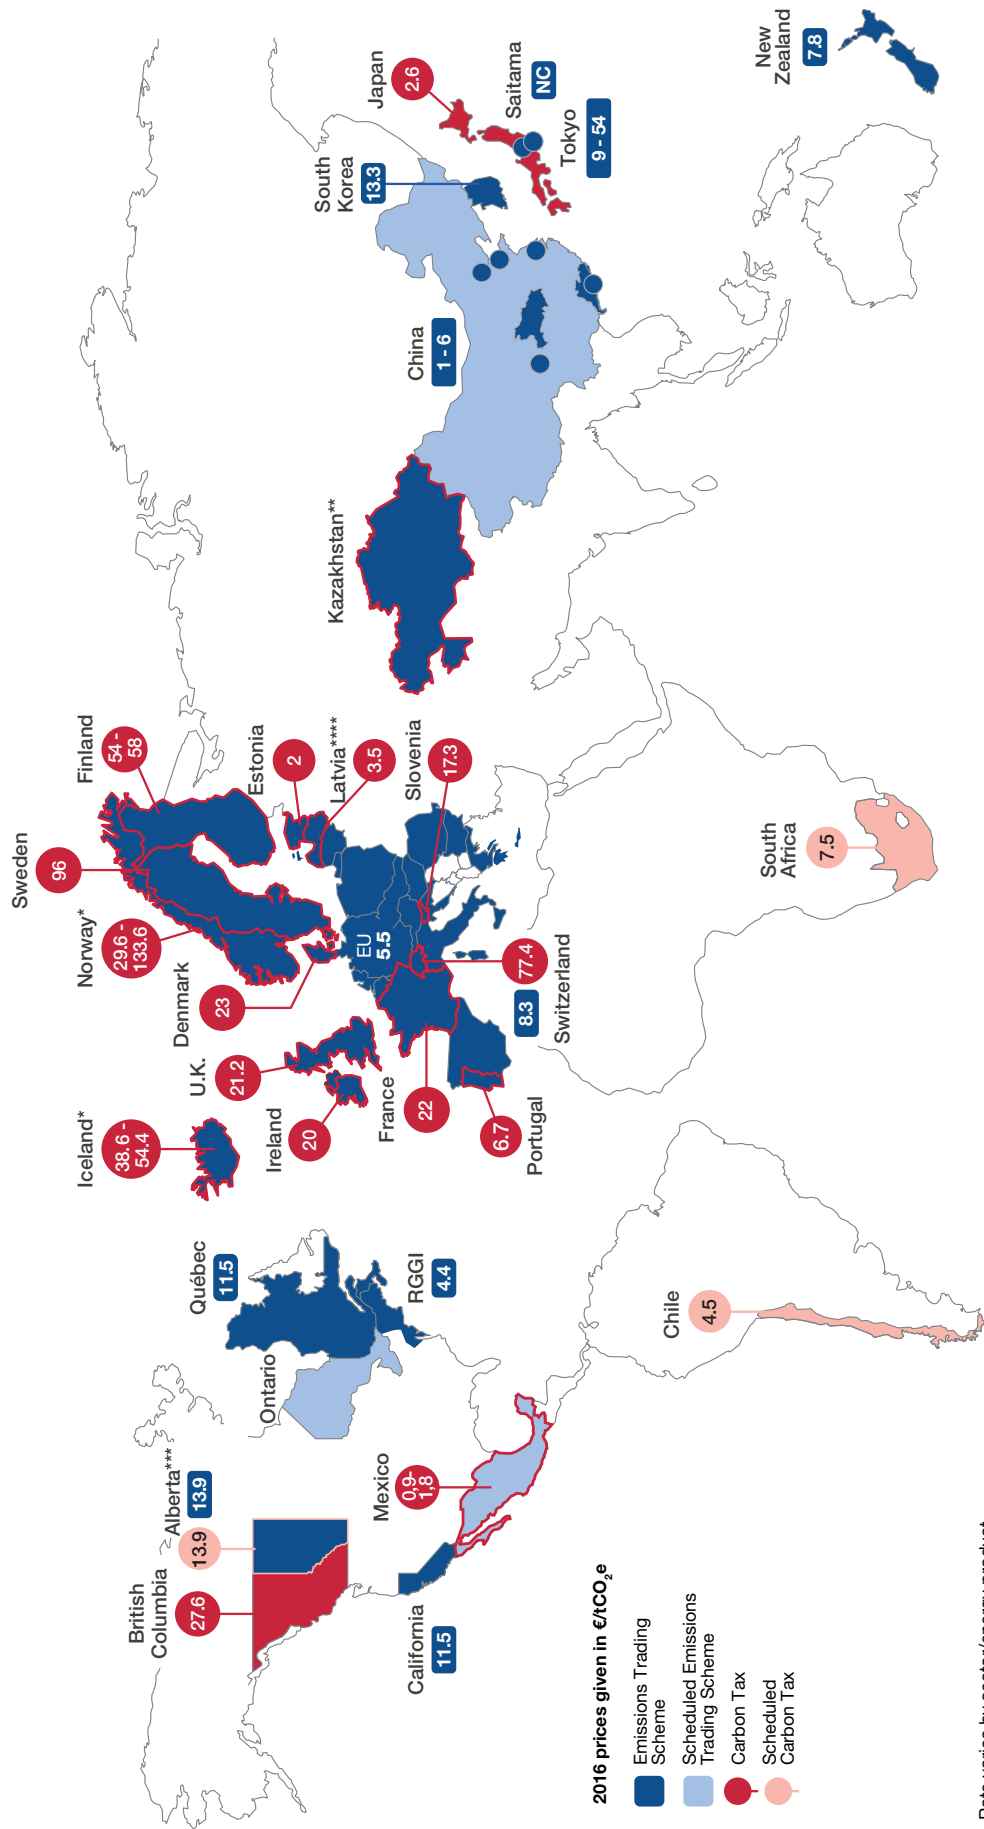 Sweden
96
Finland
54 -
58
Norway*
29.6 -
133.6
Estonia
2
Latvia****
3.5
Slovenia
17.3
Denmark
23
U.K.
21.2
Iceland*
38.6 -
54.4
Ireland
20
France
22
Portugal
6.7
EU
5.5
Switzerland
8.3
77.4
Kazakhstan**
China
1 - 6
South
Korea
13.3
Japan
2.6
Saitama
NC
Tokyo
9 - 54
New
Zealand
7.8
British
Columbia
27.6
Alberta***
13.9
13.9
Québec
11.5
Ontario
RGGI
4.4
California
11.5
Mexico
0,9-
1,8
Chile
4.5
South
Africa
7.5
2016 prices given in €/tCO2e
Emissions Trading
Scheme
Scheduled Emissions
Trading Scheme
Carbon Tax
Scheduled
Carbon Tax